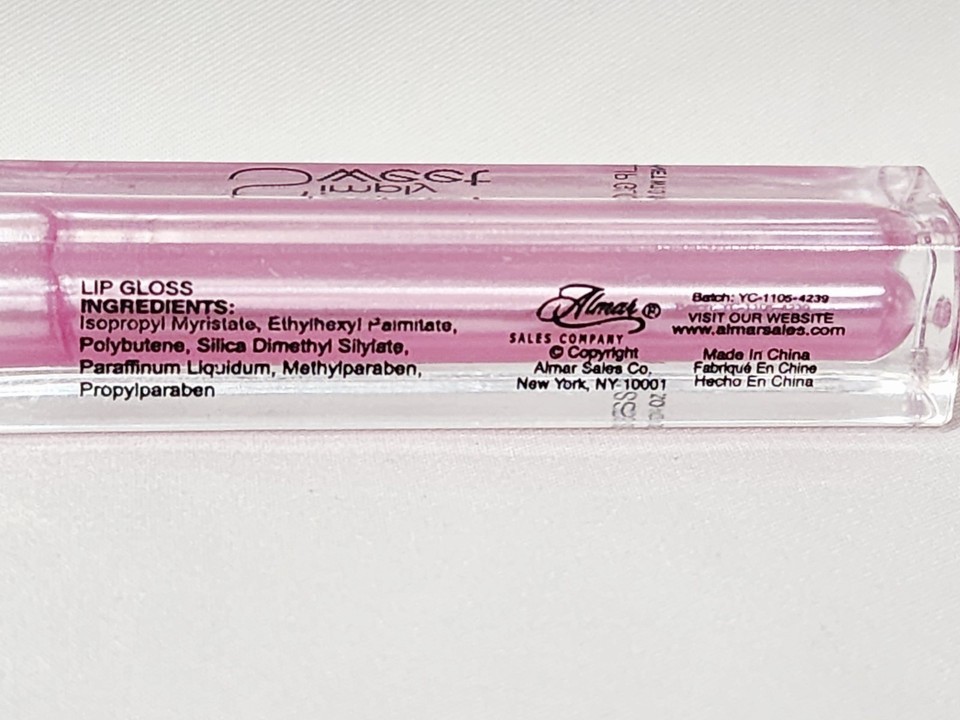 Sweet
LIP GLOSS
INGREDIENTS:
Isopropyl Myristate, Ethylhexyl Palmitate,
Polybutene, Silica Dimethyl Silylate,
Paraffinum Liquidum, Methylparaben,
Propylparaben
Almar ®
SALES COMPANY
© Copyright
Almar Sales Co.
New York, NY 10001
Batch: YC-1105-4239
VISIT OUR WEBSITE
www.almarsales.com
Made In China
Fabriqué En Chine
Hecho En China